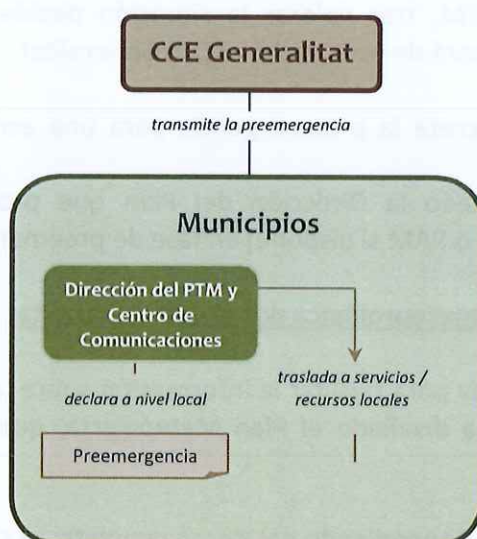 CCE Generalitat
transmite la preemergencia
Municipios
Dirección del PTM y
Centro de
Comunicaciones
declara a nivel local
traslada a servicios /
recursos locales
Preemergencia